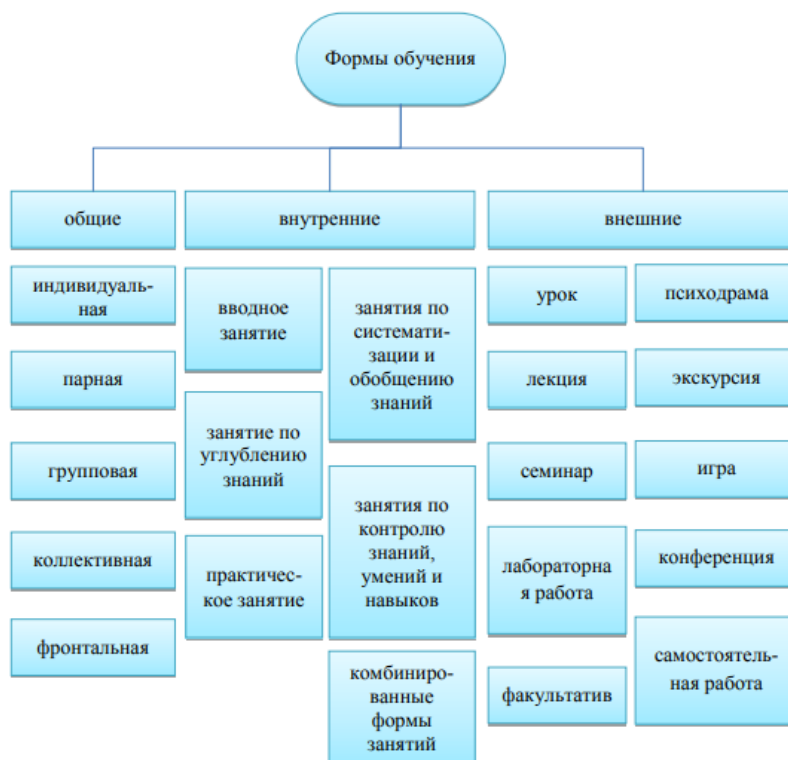 Формы обучения
общие
внутренние
внешние
индивидуаль-
ная
парная
групповая
коллективная
фронтальная
вводное
занятие
занятие по
углублению
знаний
практичес-
кое занятие
занятия по
системати-
зации и
обобщению
знаний
занятия по
контролю
знаний,
умений и
навыков
комбиниро-
ванные
формы
занятий
урок
лекция
семинар
лабораторна
я работа
факультатив
психодрама
экскурсия
игра
конференция
самостоятель-
ная работа